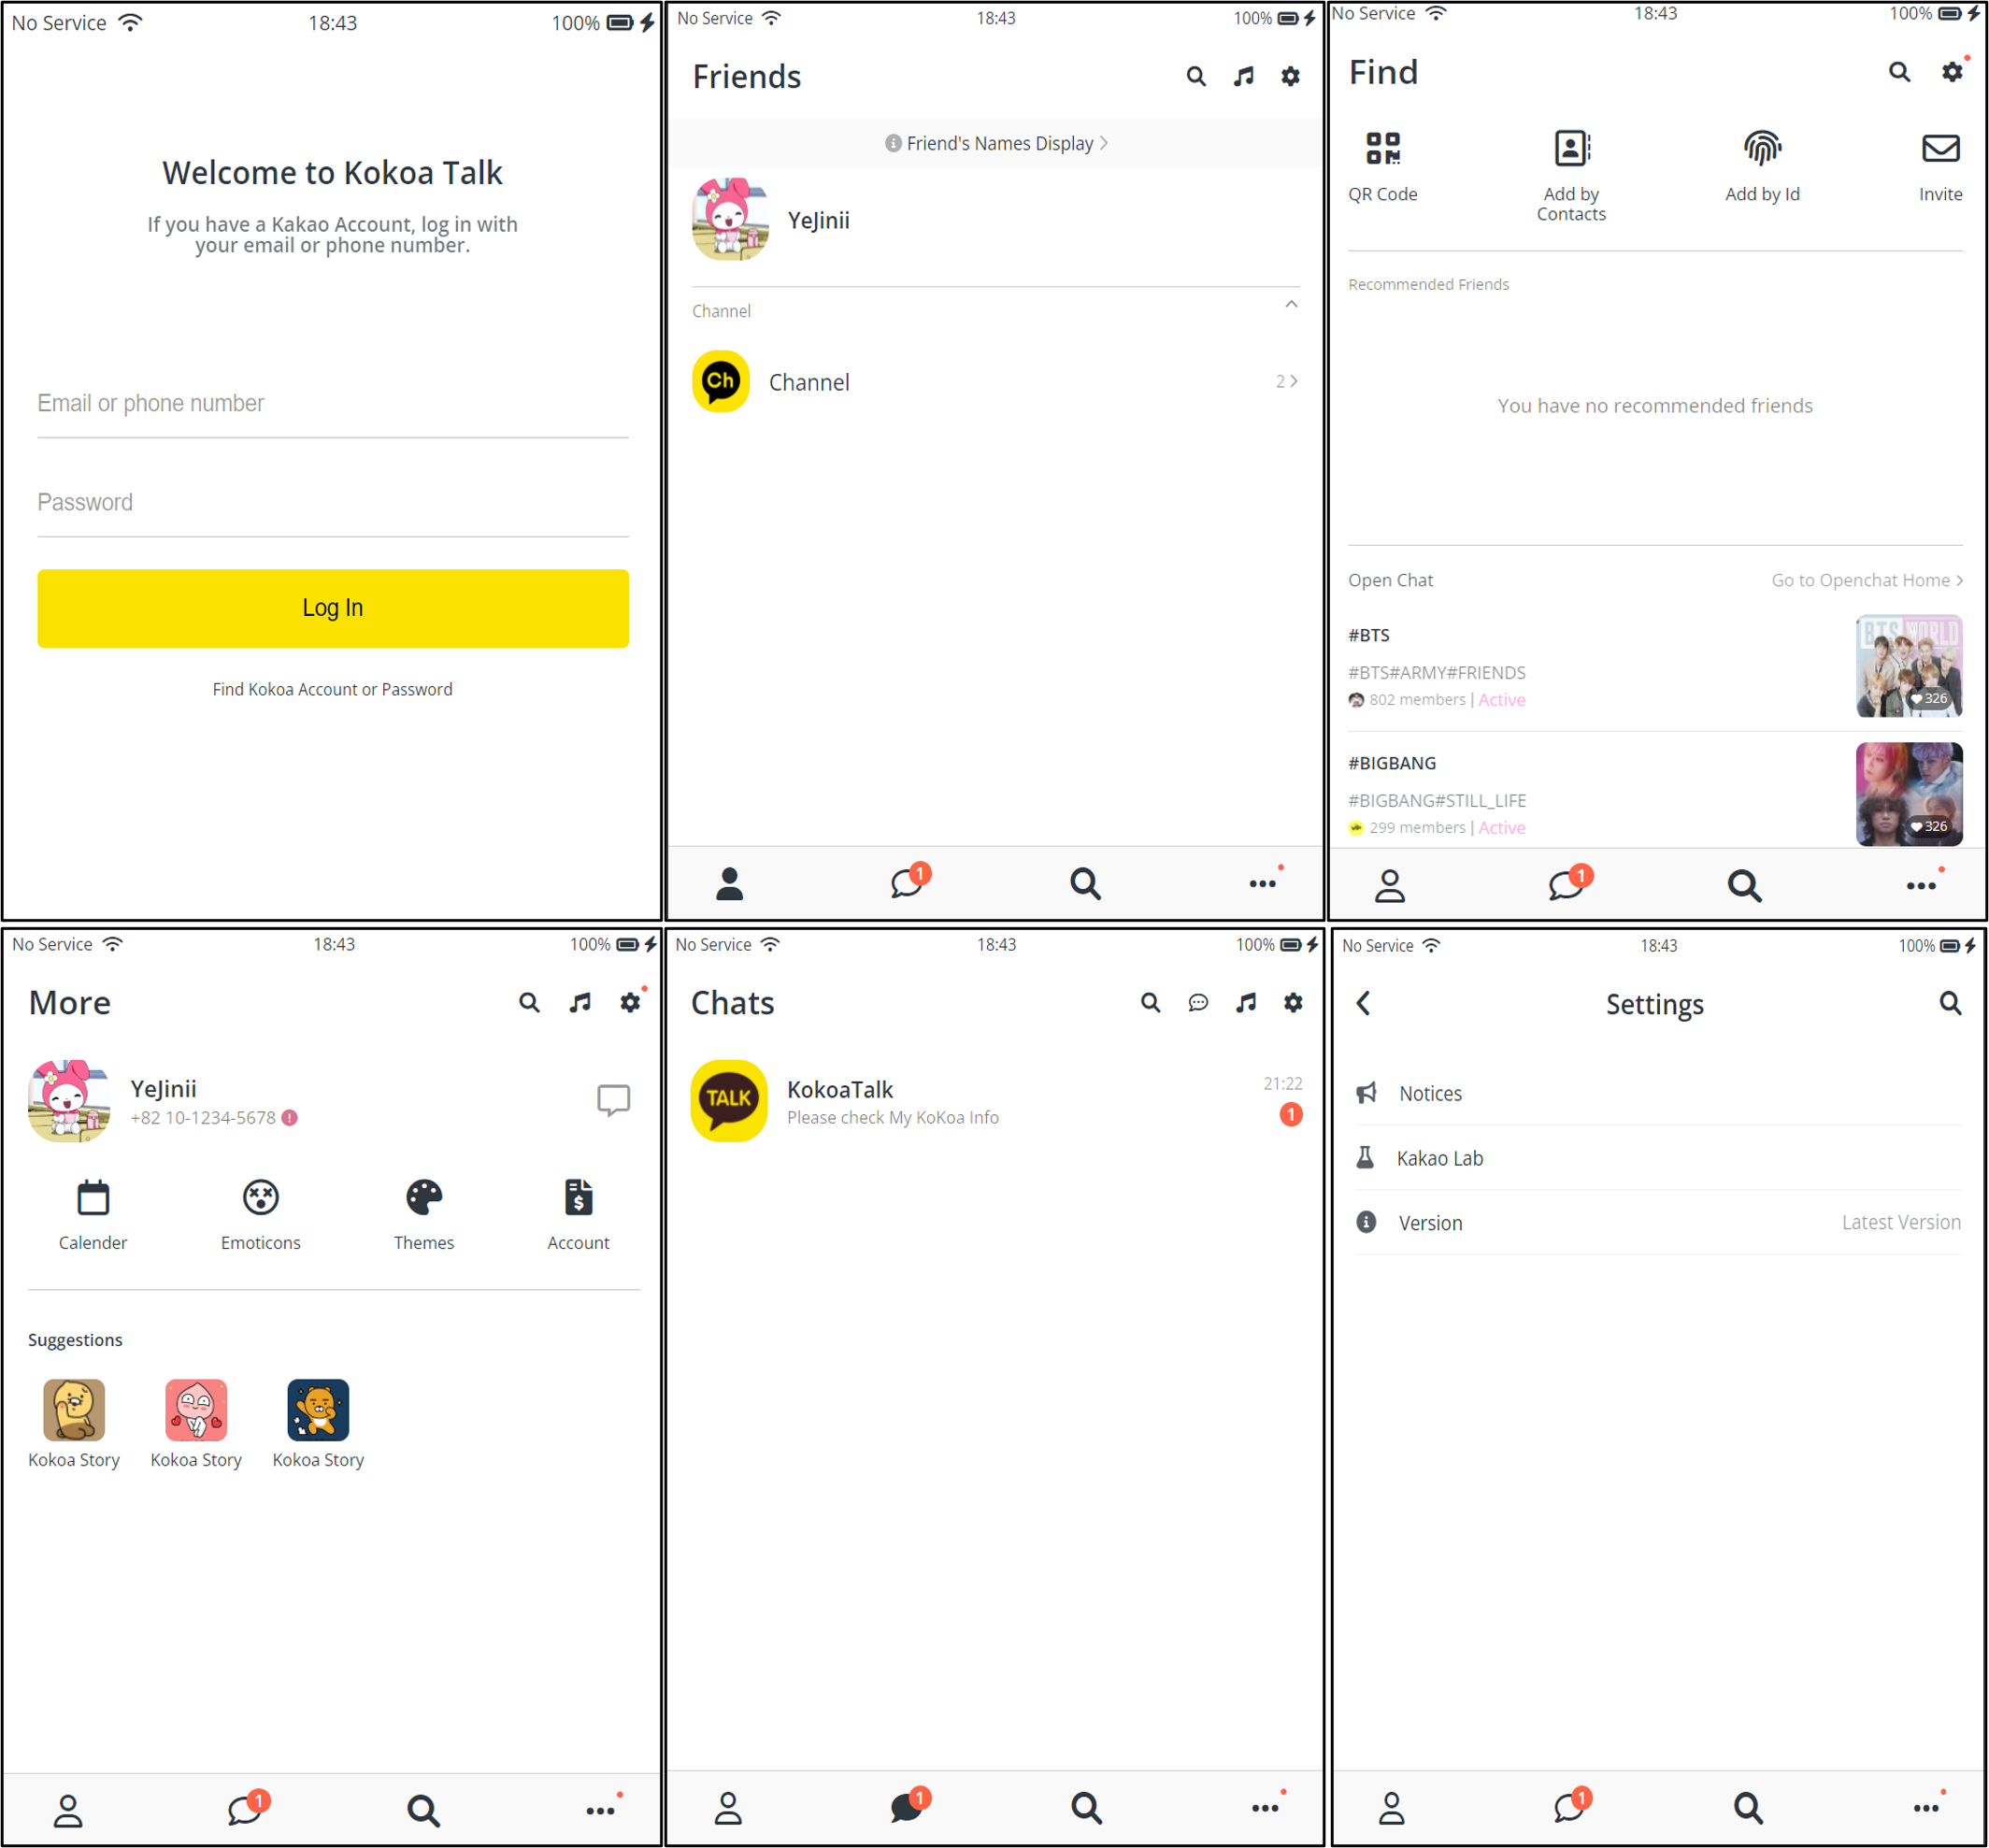 No Service 18:43 100%
Welcome to Kokoa Talk
If you have a Kakao Account, log in with
your email or phone number.
Email or phone number
Password
Log In
Find Kokoa Account or Password
No Service 18:43 100%
Friends
Friend's Names Display
YeJinii
Channel
Ch Channel 2
1
No Service 18:43 100%
Find
QR Code
Add by
Contacts
Add by Id
Invite
Recommended Friends
You have no recommended friends
Open Chat Go to Openchat Home
BTS WORLD
#BTS
#BTS#ARMY#FRIENDS
802 members | Active
326
#BIGBANG
#BIGBANG#STILL_LIFE
299 members | Active
326
1
No Service 18:43 100%
More
YeJinii
+82 10-1234-5678
Calender Emoticons Themes Account
Suggestions
Kokoa Story Kokoa Story Kokoa Story
1
No Service 18:43 100%
Chats
TALK
KokoaTalk 21:22
Please check My KoKoa Info 1
1
No Service 18:43 100%
Settings
Notices
Kakao Lab
Version Latest Version
1